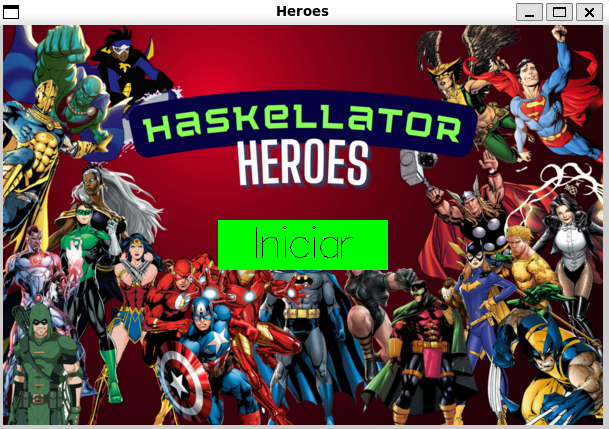 Heroes
HASKELLATOR
HEROES
Iniciar